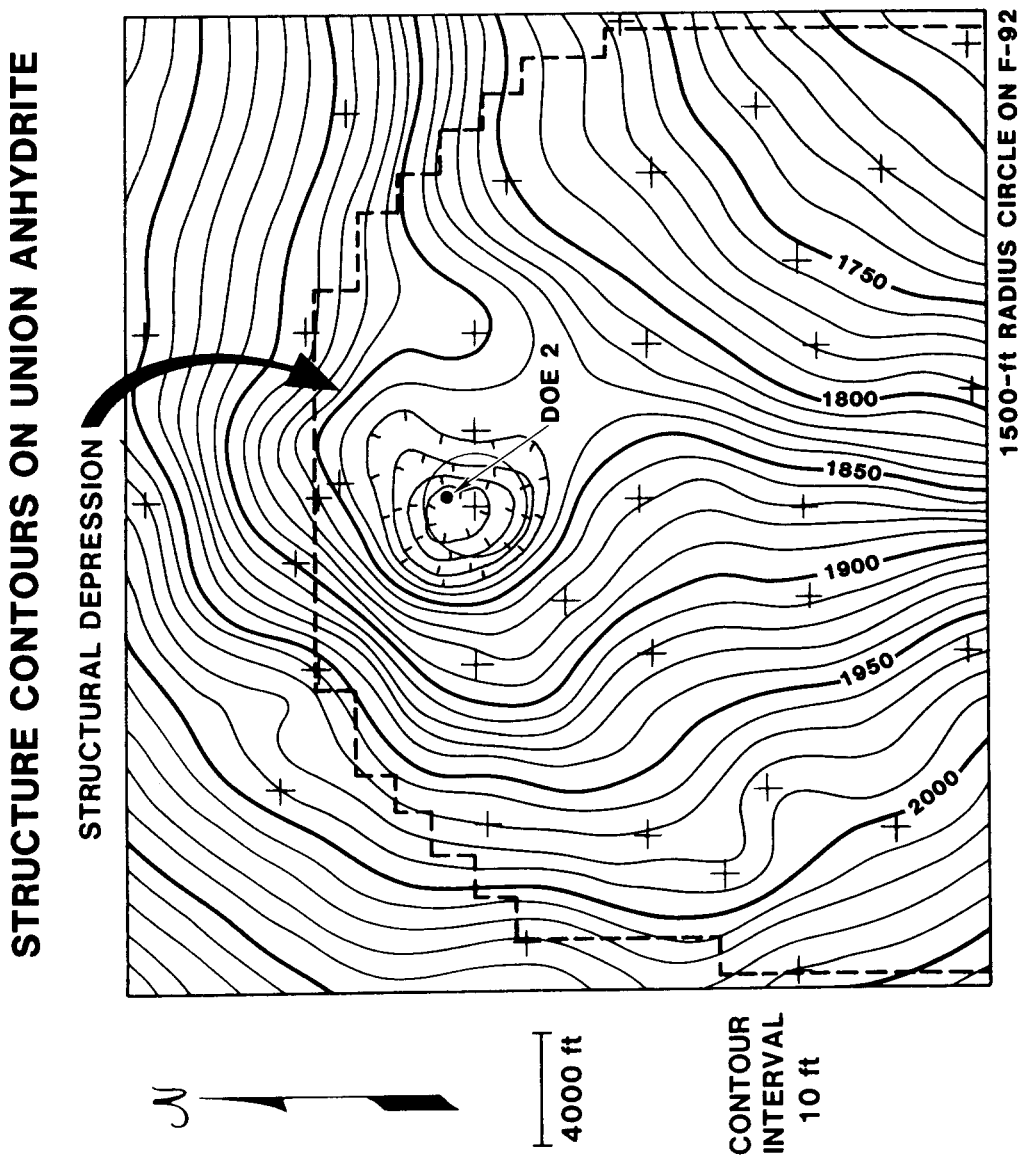 STRUCTURE CONTOURS ON UNION ANHYDRITE
STRUCTURAL DEPRESSION
DOE 2
1750
1800
1850
1900
1950
2000
1500-ft RADIUS CIRCLE ON F-92
N
4000 ft
CONTOUR
INTERVAL
10 ft